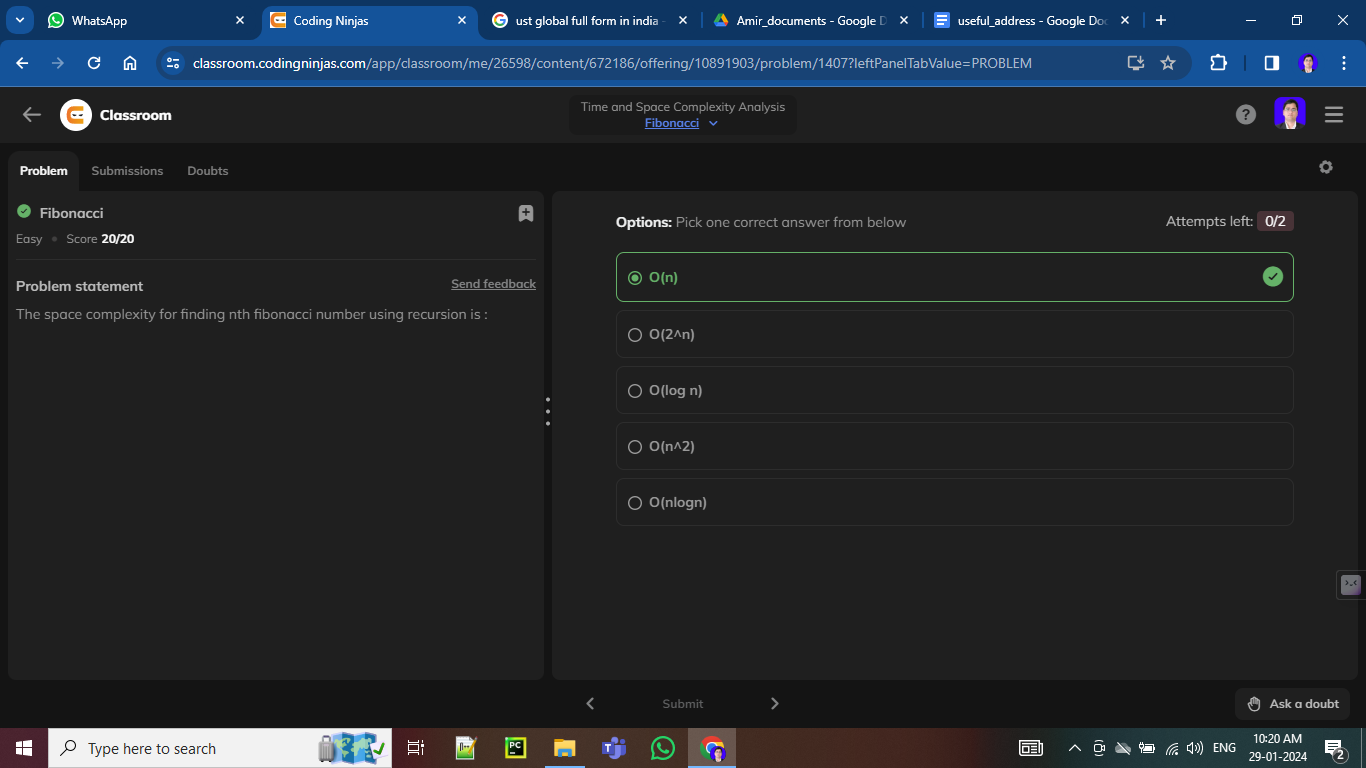 WhatsApp
Coding Ninjas
ust global full form in india -
Amir_documents - Google D
useful_address - Google Doc
classroom.codingninjas.com/app/classroom/me/26598/content/672186/offering/10891903/problem/1407?leftPanelTabValue=PROBLEM
Classroom
Time and Space Complexity Analysis
Fibonacci
Problem
Submissions
Doubts
Fibonacci
Easy • Score 20/20
Problem statement
Send feedback
The space complexity for finding nth fibonacci number using recursion is :
Options: Pick one correct answer from below
Attempts left: 0/2
O(n)
O(2^n)
O(log n)
O(n^2)
O(nlogn)
Submit
Ask a doubt
Type here to search
ENG
10:20 AM
29-01-2024
2